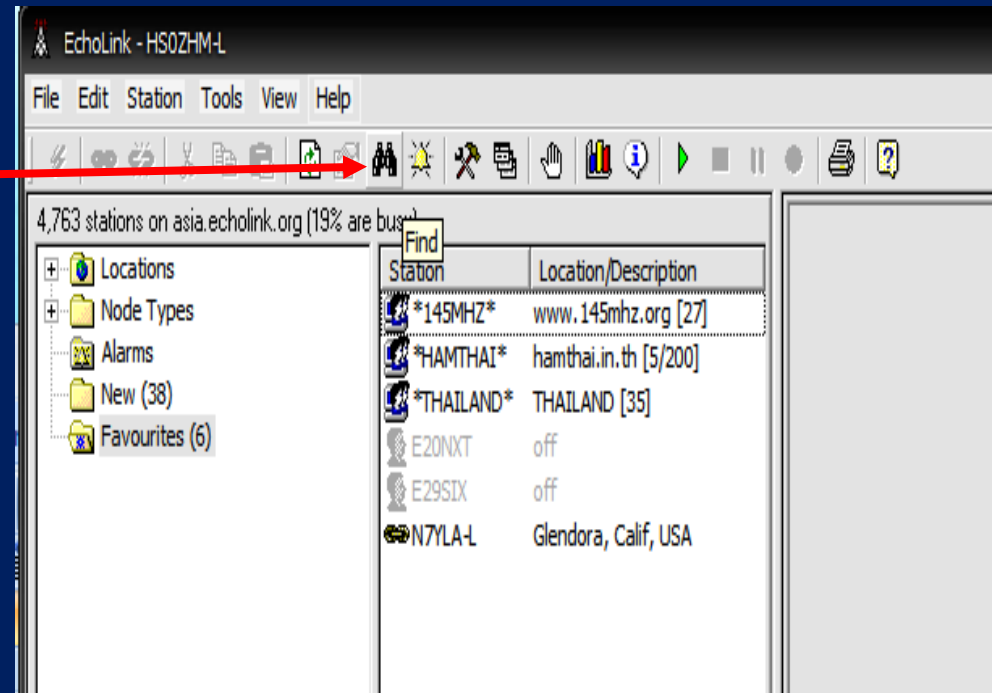 EchoLink - HS0ZHM-L
File Edit Station Tools View Help
4,763 stations on asia.echolink.org (19% are busy)
Find
Locations
Node Types
Alarms
New (38)
Favourites (6)
Station Location/Description
*145MHZ* www.145mhz.org [27]
*HAMTHAI* hamthai.in.th [5/200]
*THAILAND* THAILAND [35]
E20NXT off
E29SIX off
N7YLA-L Glendora, Calif, USA